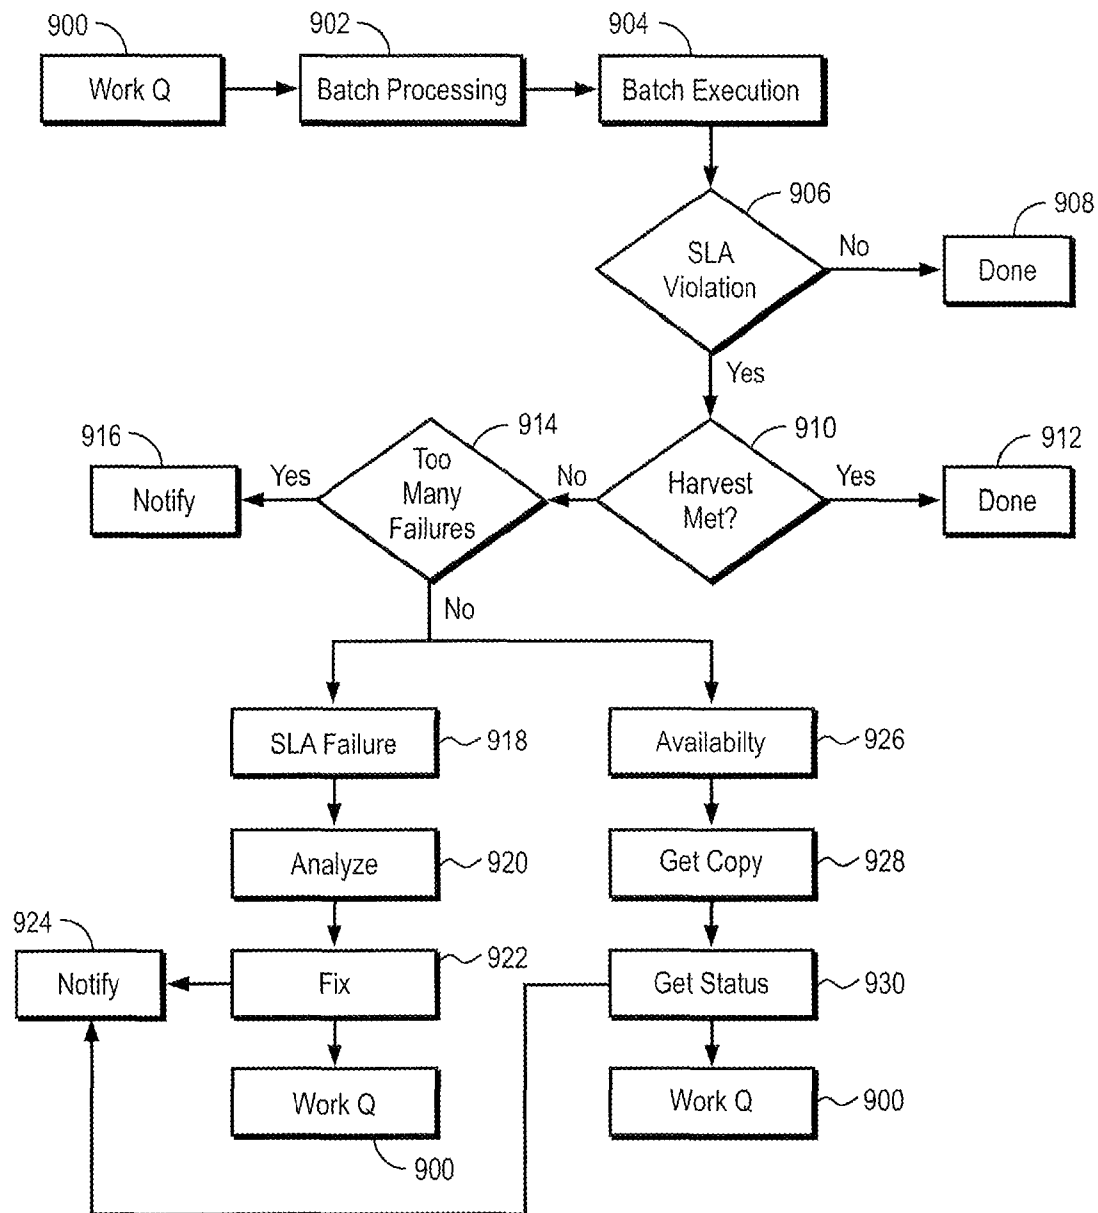 900
902
904
Work Q
Batch Processing
Batch Execution
906
908
SLA
Violation
No
Done
Yes
916
914
910
912
Notify
Yes
Too
Many
Failures
No
Harvest
Met?
Yes
Done
No
SLA Failure
918
Availabilty
926
Analyze
920
Get Copy
928
924
Notify
Fix
922
Get Status
930
Work Q
900
Work Q
900